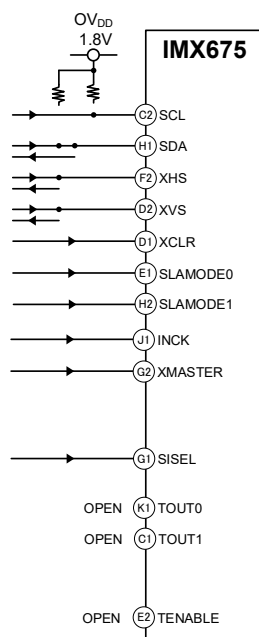 OVDD
1.8V
IMX675
C2 SCL
H1 SDA
F2 XHS
D2 XVS
D1 XCLR
E1 SLAMODE0
H2 SLAMODE1
J1 INCK
G2 XMASTER
G1 SISEL
OPEN K1 TOUT0
OPEN C1 TOUT1
OPEN E2 TENABLE